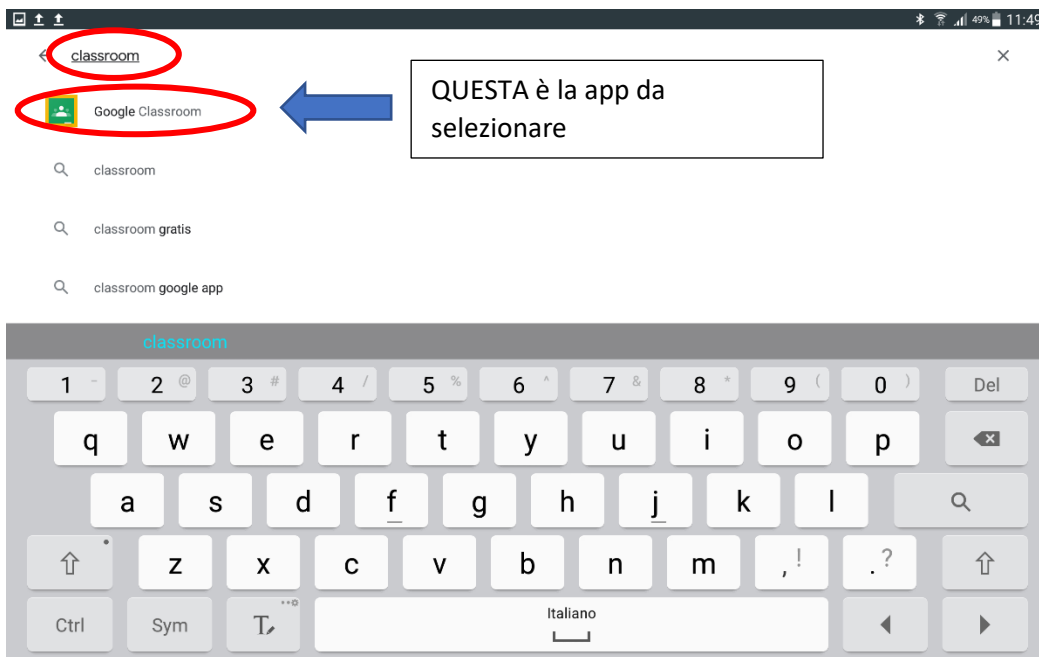 49% 11:49
classroom
Google Classroom
QUESTA è la app da
selezionare
classroom
classroom gratis
classroom google app
classroom
1 - 2 @ 3 # 4 / 5 % 6 ^ 7 & 8 * 9 ( 0 ) Del
q w e r t y u i o p
a s d f g h j k l
z x c v b n m , ! . ?
Ctrl Sym T Italiano